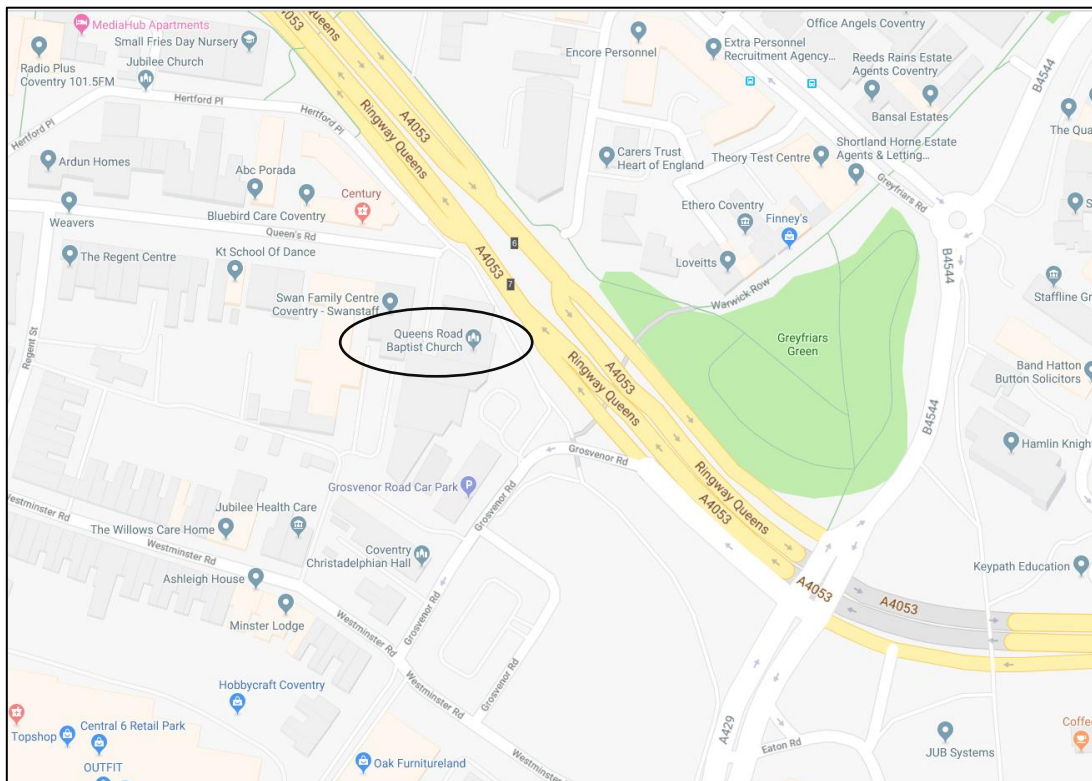 MediaHub Apartments
Small Fries Day Nursery
Radio Plus
Coventry 101.5FM
Jubilee Church
Queens
A4053
Ringway Queens
Encore Personnel
Office Angels Coventry
Extra Personnel
Recruitment Agency...
Reeds Rains Estate
Agents Coventry
B4544
Bansal Estates
The Qua
Hertford Pl
Hertford Pl
Hertford Pl
Ardun Homes
Abc Porada
Century
Weavers
Bluebird Care Coventry
Queen's Rd
Carers Trust
Heart of England
Theory Test Centre
Shortland Horne Estate
Agents & Letting...
Greyfriars Rd
Ethero Coventry
Finney's
Loveitts
Warwick Row
B4544
S
Staffline Gr
The Regent Centre
Kt School Of Dance
6
A4053
7
Swan Family Centre
Coventry - Swanstaff
Queens Road
Baptist Church
Regent St
Greyfriars
Green
A4053
Ringway Queens
Band Hatton
Button Solicitors
B4544
Hamlin Knigh
Grosvenor Rd
Ringway Queens
A4053
Grosvenor Road Car Park
P
Grosvenor Rd
Westminster Rd
Jubilee Health Care
The Willows Care Home
Westminster Rd
Coventry
Christadelphian Hall
Ashleigh House
Minster Lodge
Grosvenor Rd
Westminster Rd
Keypath Education
A4053
A4053
Hobbycraft Coventry
Grosvenor Rd
Westminster Rd
Topshop
Central 6 Retail Park
OUTFIT
Oak Furnitureland
Westminster Rd
A429
Eaton Rd
JUB Systems
Coffe